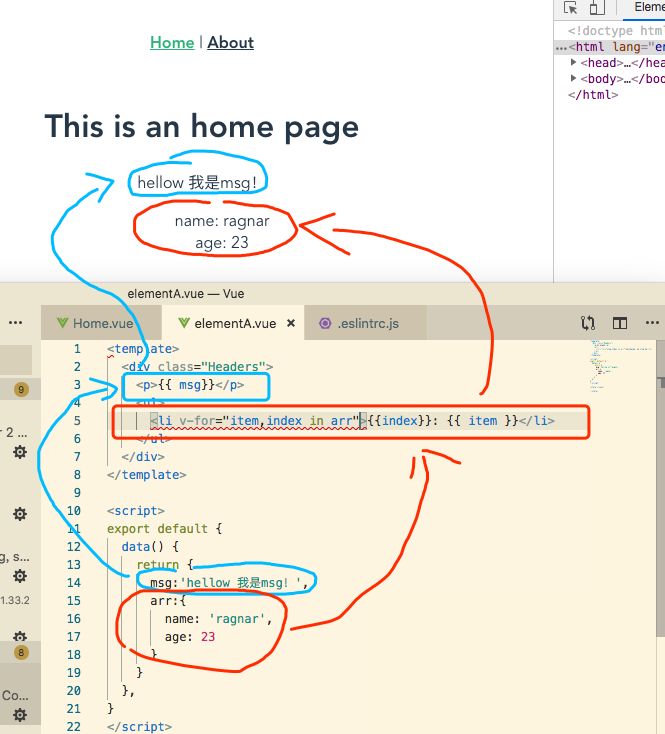 Home | About
Elemen
<!doctype html>
<html lang="en
<head>…</hea
<body>…</bod
</html>
This is an home page
hellow 我是msg!
name: ragnar
age: 23
elementA.vue — Vue
Home.vue
elementA.vue
.eslintrc.js
1 <template>
2 <div class="Headers">
9
3 <p>{{ msg}}</p>
4
5 <li v-for="item,index in arr">{{index}}: {{ item }}</li>
r 2 ...
6 </ul>
7 </div>
8 </template>
9
10 <script>
11 export default {
12 data() {
g, s...
13 return {
14 msg:'hellow 我是msg! ',
1.33.2
15 arr:{
16 name: 'ragnar',
17 age: 23
8
18 }
19 }
Co...
20 },
21 }
22 </script>